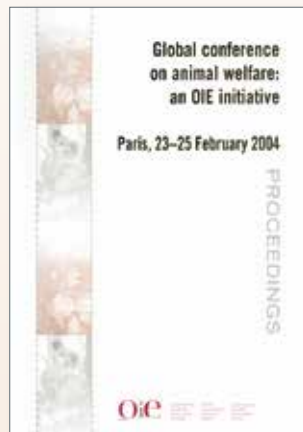 Global conference
on animal welfare:
an OIE initiative
Paris, 23–25 February 2004
PROCEEDINGS
Oie